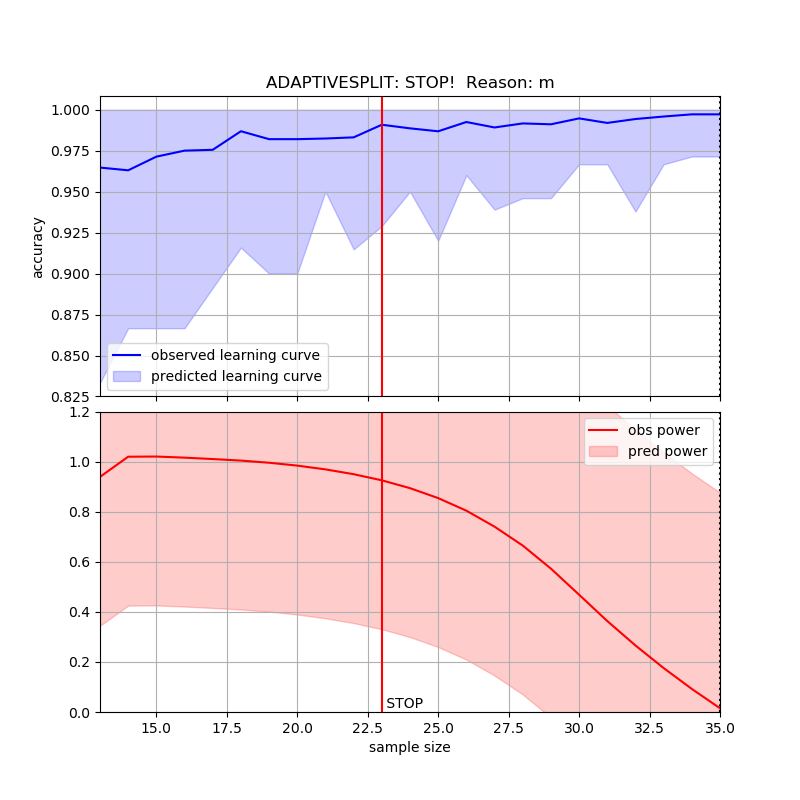 ADAPTIVESPLIT: STOP!  Reason: m
1.000
0.975
0.950
0.925
0.900
0.875
0.850
0.825
accuracy
observed learning curve
predicted learning curve
1.2
1.0
0.8
0.6
0.4
0.2
0.0
obs power
pred power
STOP
15.0 17.5 20.0 22.5 25.0 27.5 30.0 32.5 35.0
sample size